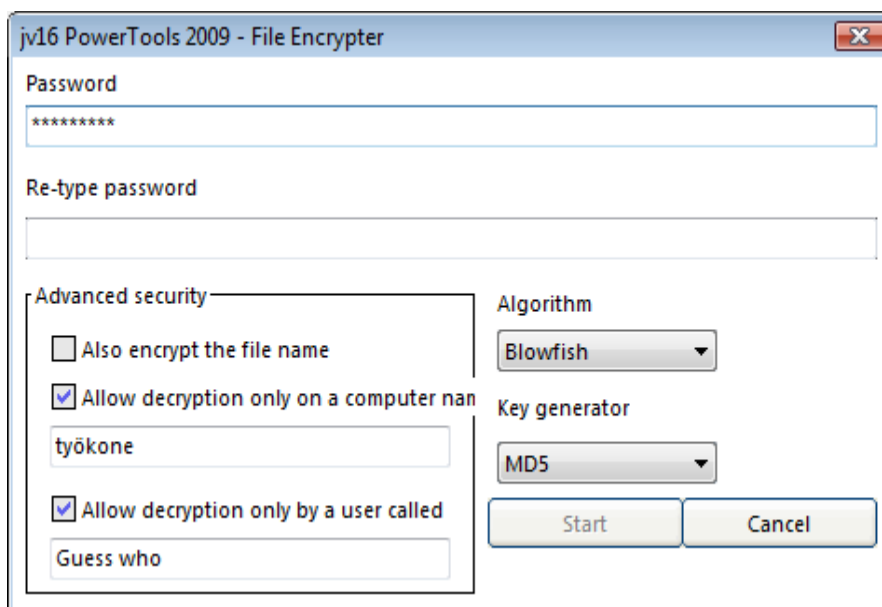 jv16 PowerTools 2009 - File Encrypter
Password
*********
Re-type password
Advanced security
Also encrypt the file name
Allow decryption only on a computer nam
työkone
Allow decryption only by a user called
Guess who
Algorithm
Blowfish
Key generator
MD5
Start
Cancel